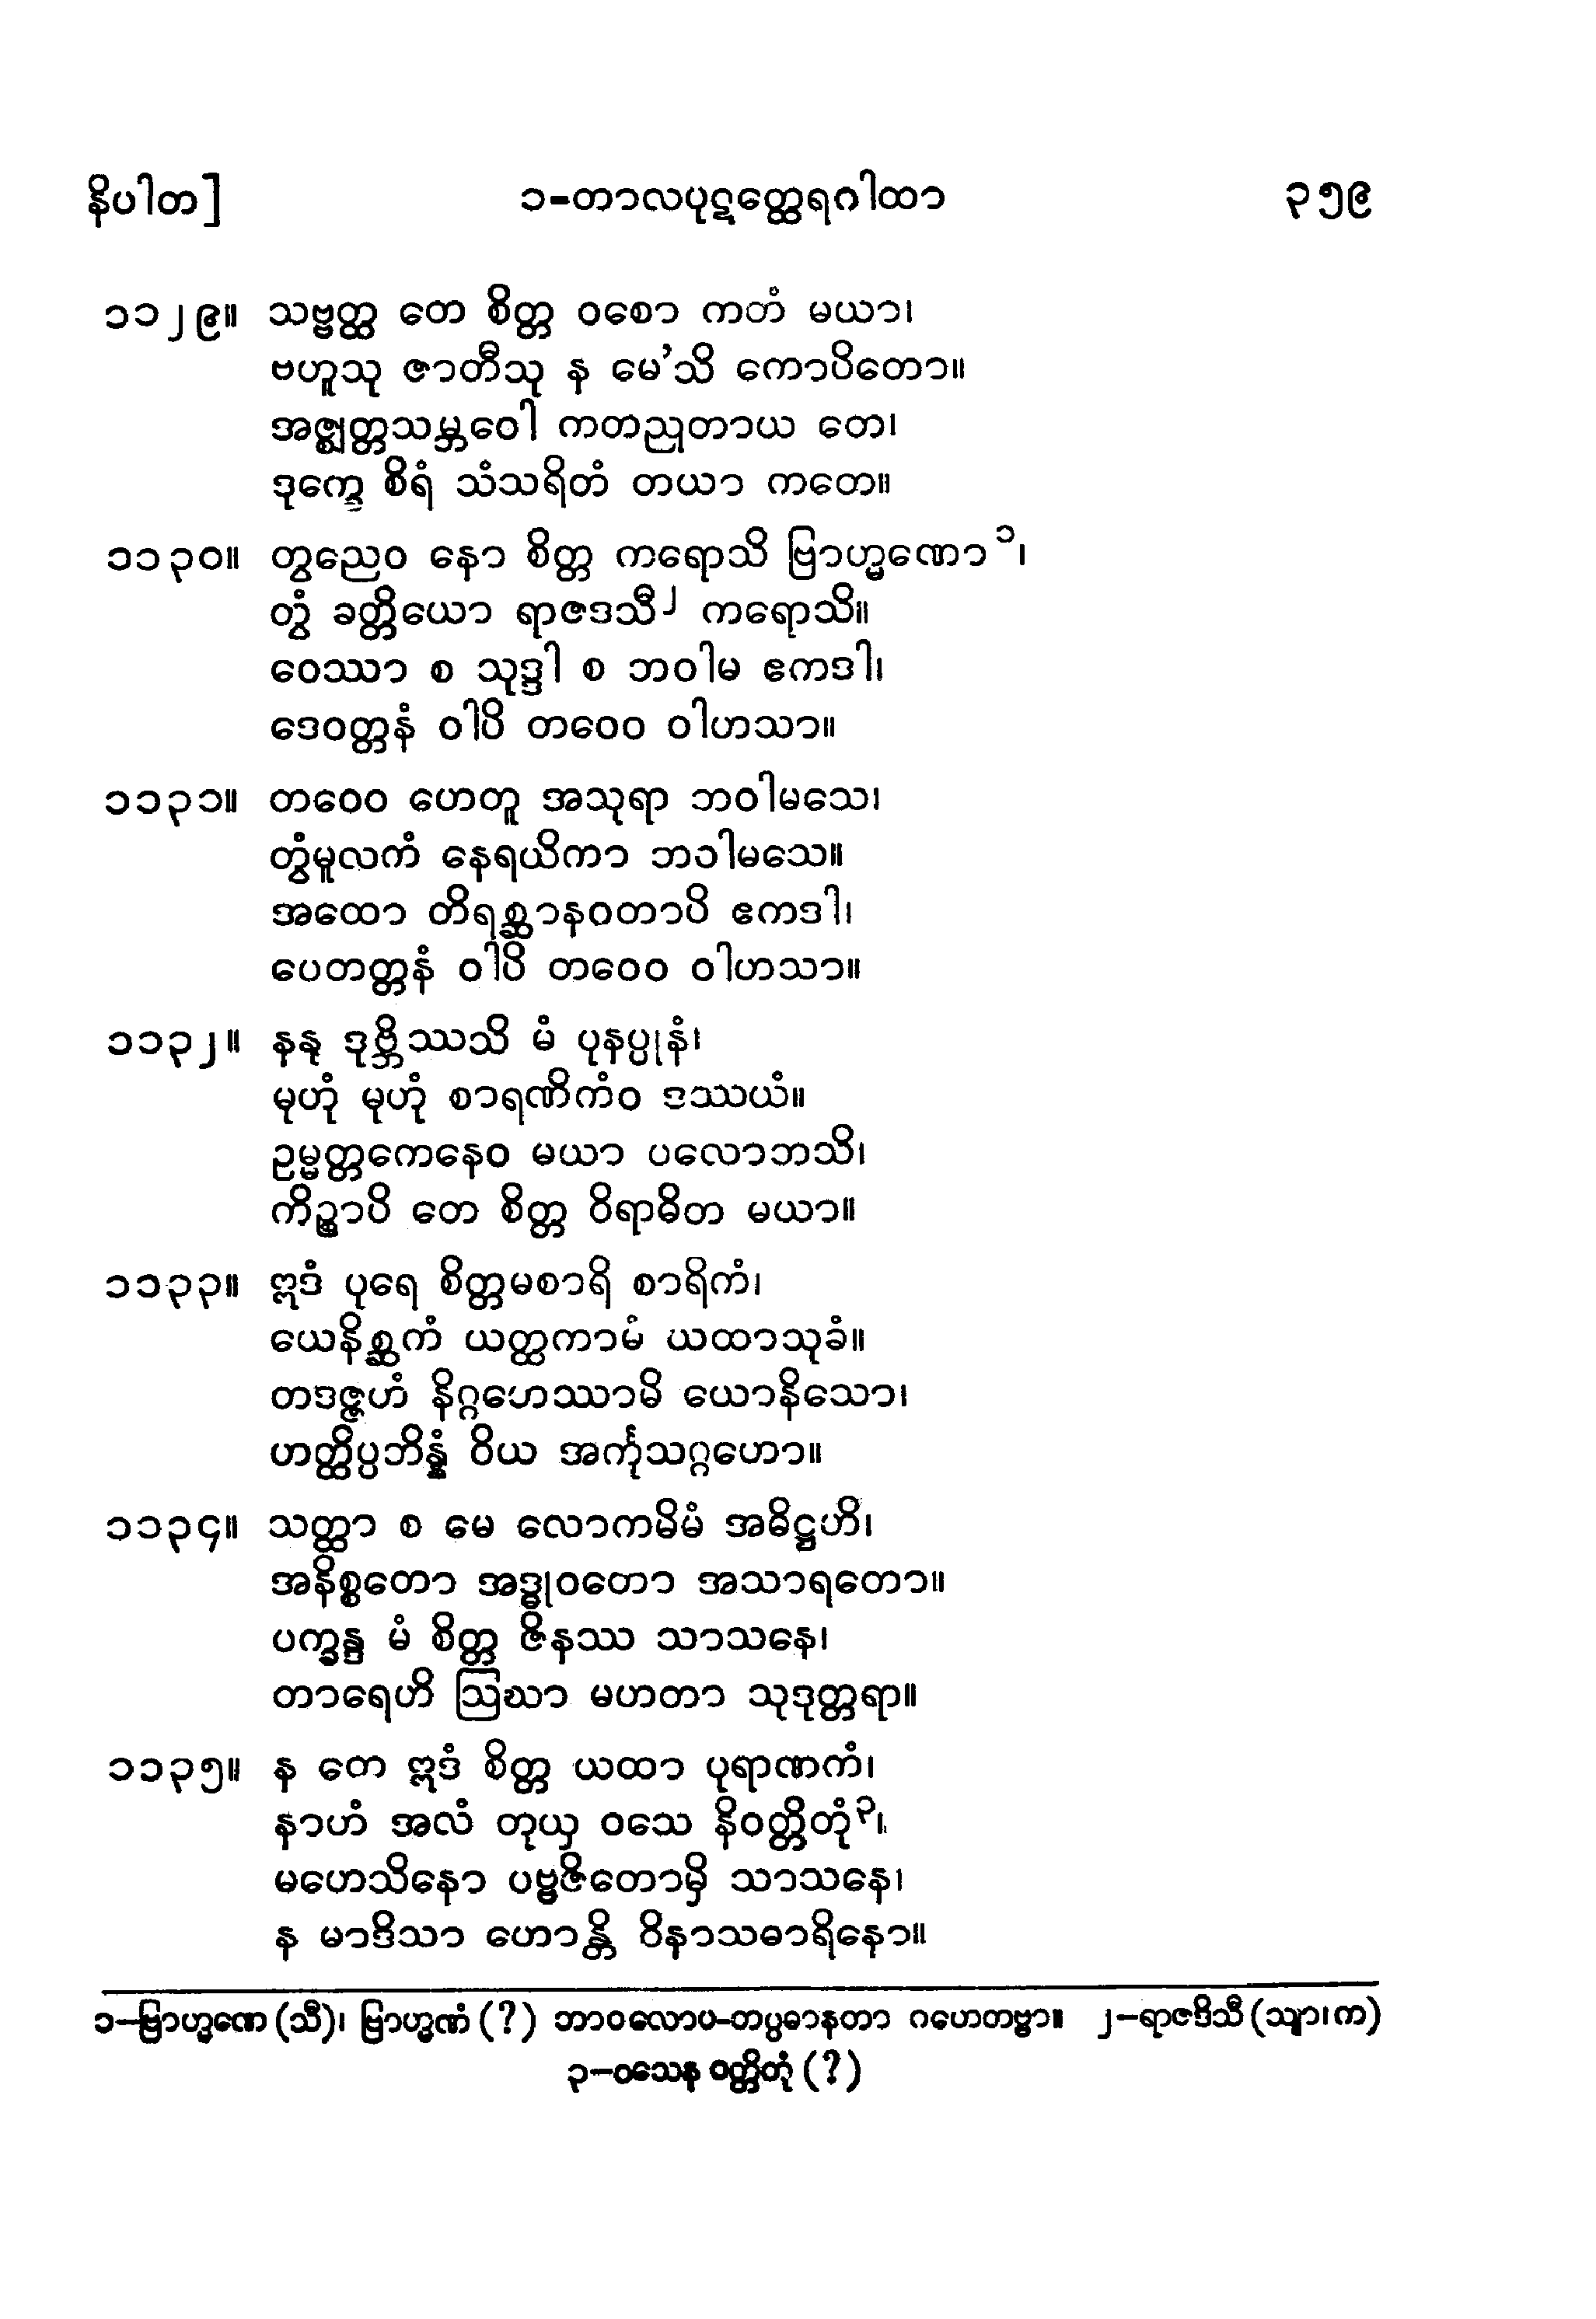 နိပါတ]
၁-တာလပုဋတ္ထေရဂါထာ
၃၅၉
၁၁၂၉။ သဗ္ဗတ္ထ တေ စိတ္တ ဝစော ကတံ မယာ၊
ဗဟူသု ဇာတီသု န မေ’သိ ကောပိတော။
အဇ္ဈတ္တသမ္ဘဝေါ ကတညုတာယ တေ၊
ဒုက္ခေ စိရံ သံသရိတံ တယာ ကတေ။
၁၁၃၀။ တွညေဝ နော စိတ္တ ကရောသိ ဗြာဟ္မဏော၁၊
တွံ ခတ္တိယော ရာဇဒသီ၂ ကရောသိ။
ဝေဿာ စ သုဒ္ဒါ စ ဘဝါမ ဧကဒါ၊
ဒေဝတ္တနံ ဝါပိ တဝေဝ ဝါဟသာ။
၁၁၃၁။ တဝေဝ ဟေတူ အသုရာ ဘဝါမသေ၊
တွံမူလကံ နေရယိကာ ဘဝါမသေ။
အထော တိရစ္ဆာနဂတာပိ ဧကဒါ၊
ပေတတ္တနံ ဝါပိ တဝေဝ ဝါဟသာ။
၁၁၃၂။ နနု ဒုဗ္ဘိဿသိ မံ ပုနပ္ပုနံ၊
မုဟုံ မုဟုံ စာရဏိကံဝ ဒဿယံ။
ဥမ္မတ္တကေနေဝ မယာ ပလောဘသိ၊
ကိဉ္စာပိ တေ စိတ္တ ဝိရာဓိတ မယာ။
၁၁၃၃။ ဣဒံ ပုရေ စိတ္တမစာရိ စာရိကံ၊
ယေနိစ္ဆကံ ယတ္ထကာမံ ယထာသုခံ။
တဒဇ္ဇဟံ နိဂ္ဂဟေဿာမိ ယောနိသော၊
ဟတ္ထိပ္ပဘိန္နံ ဝိယ အင်္ကုသဂ္ဂဟော။
၁၁၃၄။ သတ္ထာ စ မေ လောကမိမံ အဓိဋ္ဌဟိ၊
အနိစ္စတော အဒ္ဓုဝတော အသာရတော။
ပက္ခန္ဒ မံ စိတ္တ ဇိနဿ သာသနေ၊
တာရေဟိ ဩဃာ မဟတာ သုဒုတ္တရာ။
၁၁၃၅။ န တေ ဣဒံ စိတ္တ ယထာ ပုရာဏကံ၊
နာဟံ အလံ တုယှ ဝသေ နိဝတ္တိတုံ၃၊
မဟေသိနော ပဗ္ဗဇိတောမှိ သာသနေ၊
န မာဒိသာ ဟောန္တိ ဝိနာသဓာရိနော။
၁–ဗြာဟ္မဏေ (သီ)၊ ဗြာဟ္မဏံ (?) ဘာဝလောပ-တပ္ပဓာနတာ ဂဟေတဗ္ဗာ။ ၂–ရာဇဒိသီ (သျာ၊ က)
၃–ဝသေန ဝတ္တိတုံ (?)